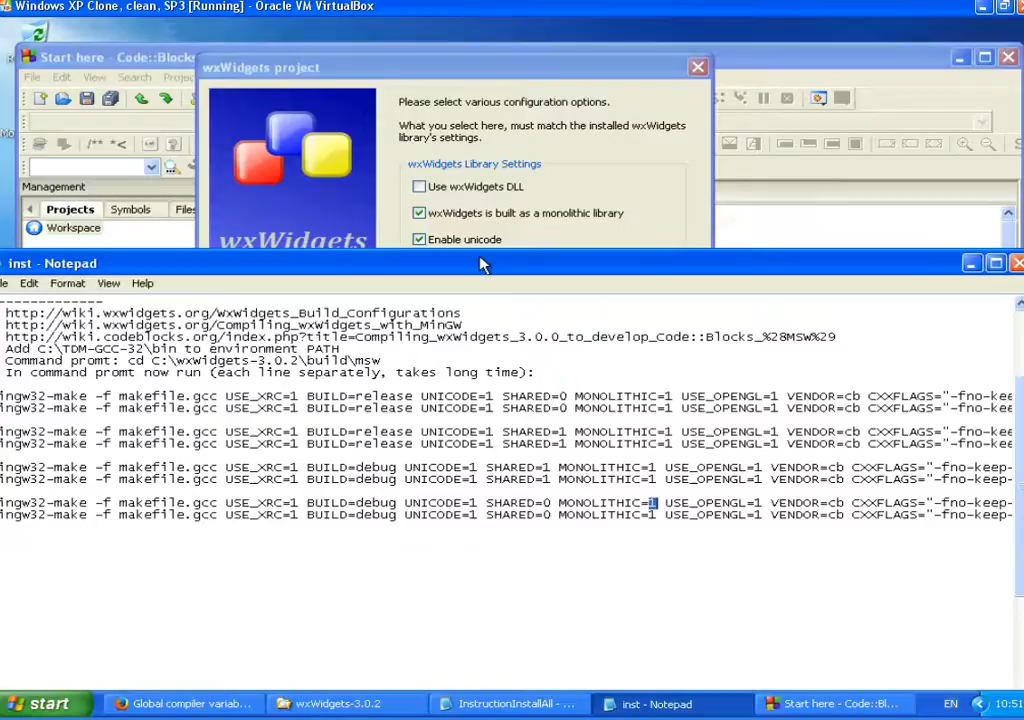 Windows XP Clone, clean, SP3 [Running] - Oracle VM VirtualBox
Start here - Code::Blocks
wxWidgets project
File Edit View Search Projec
Please select various configuration options.
What you select here, must match the installed wxWidgets
library's settings.
wxWidgets Library Settings
Use wxWidgets DLL
wxWidgets is built as a monolithic library
Enable unicode
wxWidgets
Management
Projects Symbols Files
Workspace
inst - Notepad
le Edit Format View Help
-------------
http://wiki.wxwidgets.org/WxWidgets_Build_Configurations
http://wiki.wxwidgets.org/Compiling_wxWidgets_with_MinGW
http://wiki.codeblocks.org/index.php?title=Compiling_wxWidgets_3.0.0_to_develop_Code::Blocks_%28MSW%29
Add C:\TDM-GCC-32\bin to environment PATH
Command promt: cd C:\wxWidgets-3.0.2\build\msw
In command promt now run (each line separately, takes long time):
ingw32-make -f makefile.gcc USE_XRC=1 BUILD=release UNICODE=1 SHARED=0 MONOLITHIC=1 USE_OPENGL=1 VENDOR=cb CXXFLAGS="-fno-kee
ingw32-make -f makefile.gcc USE_XRC=1 BUILD=release UNICODE=1 SHARED=0 MONOLITHIC=1 USE_OPENGL=1 VENDOR=cb CXXFLAGS="-fno-kee
ingw32-make -f makefile.gcc USE_XRC=1 BUILD=release UNICODE=1 SHARED=1 MONOLITHIC=1 USE_OPENGL=1 VENDOR=cb CXXFLAGS="-fno-kee
ingw32-make -f makefile.gcc USE_XRC=1 BUILD=release UNICODE=1 SHARED=1 MONOLITHIC=1 USE_OPENGL=1 VENDOR=cb CXXFLAGS="-fno-kee
ingw32-make -f makefile.gcc USE_XRC=1 BUILD=debug UNICODE=1 SHARED=1 MONOLITHIC=1 USE_OPENGL=1 VENDOR=cb CXXFLAGS="-fno-keep-
ingw32-make -f makefile.gcc USE_XRC=1 BUILD=debug UNICODE=1 SHARED=1 MONOLITHIC=1 USE_OPENGL=1 VENDOR=cb CXXFLAGS="-fno-keep-
ingw32-make -f makefile.gcc USE_XRC=1 BUILD=debug UNICODE=1 SHARED=0 MONOLITHIC=1 USE_OPENGL=1 VENDOR=cb CXXFLAGS="-fno-keep-
ingw32-make -f makefile.gcc USE_XRC=1 BUILD=debug UNICODE=1 SHARED=0 MONOLITHIC=1 USE_OPENGL=1 VENDOR=cb CXXFLAGS="-fno-keep-
start
Global compiler variab...
wxWidgets-3.0.2
InstructionInstallAll - ...
inst - Notepad
Start here - Code::Bl...
EN
10:51